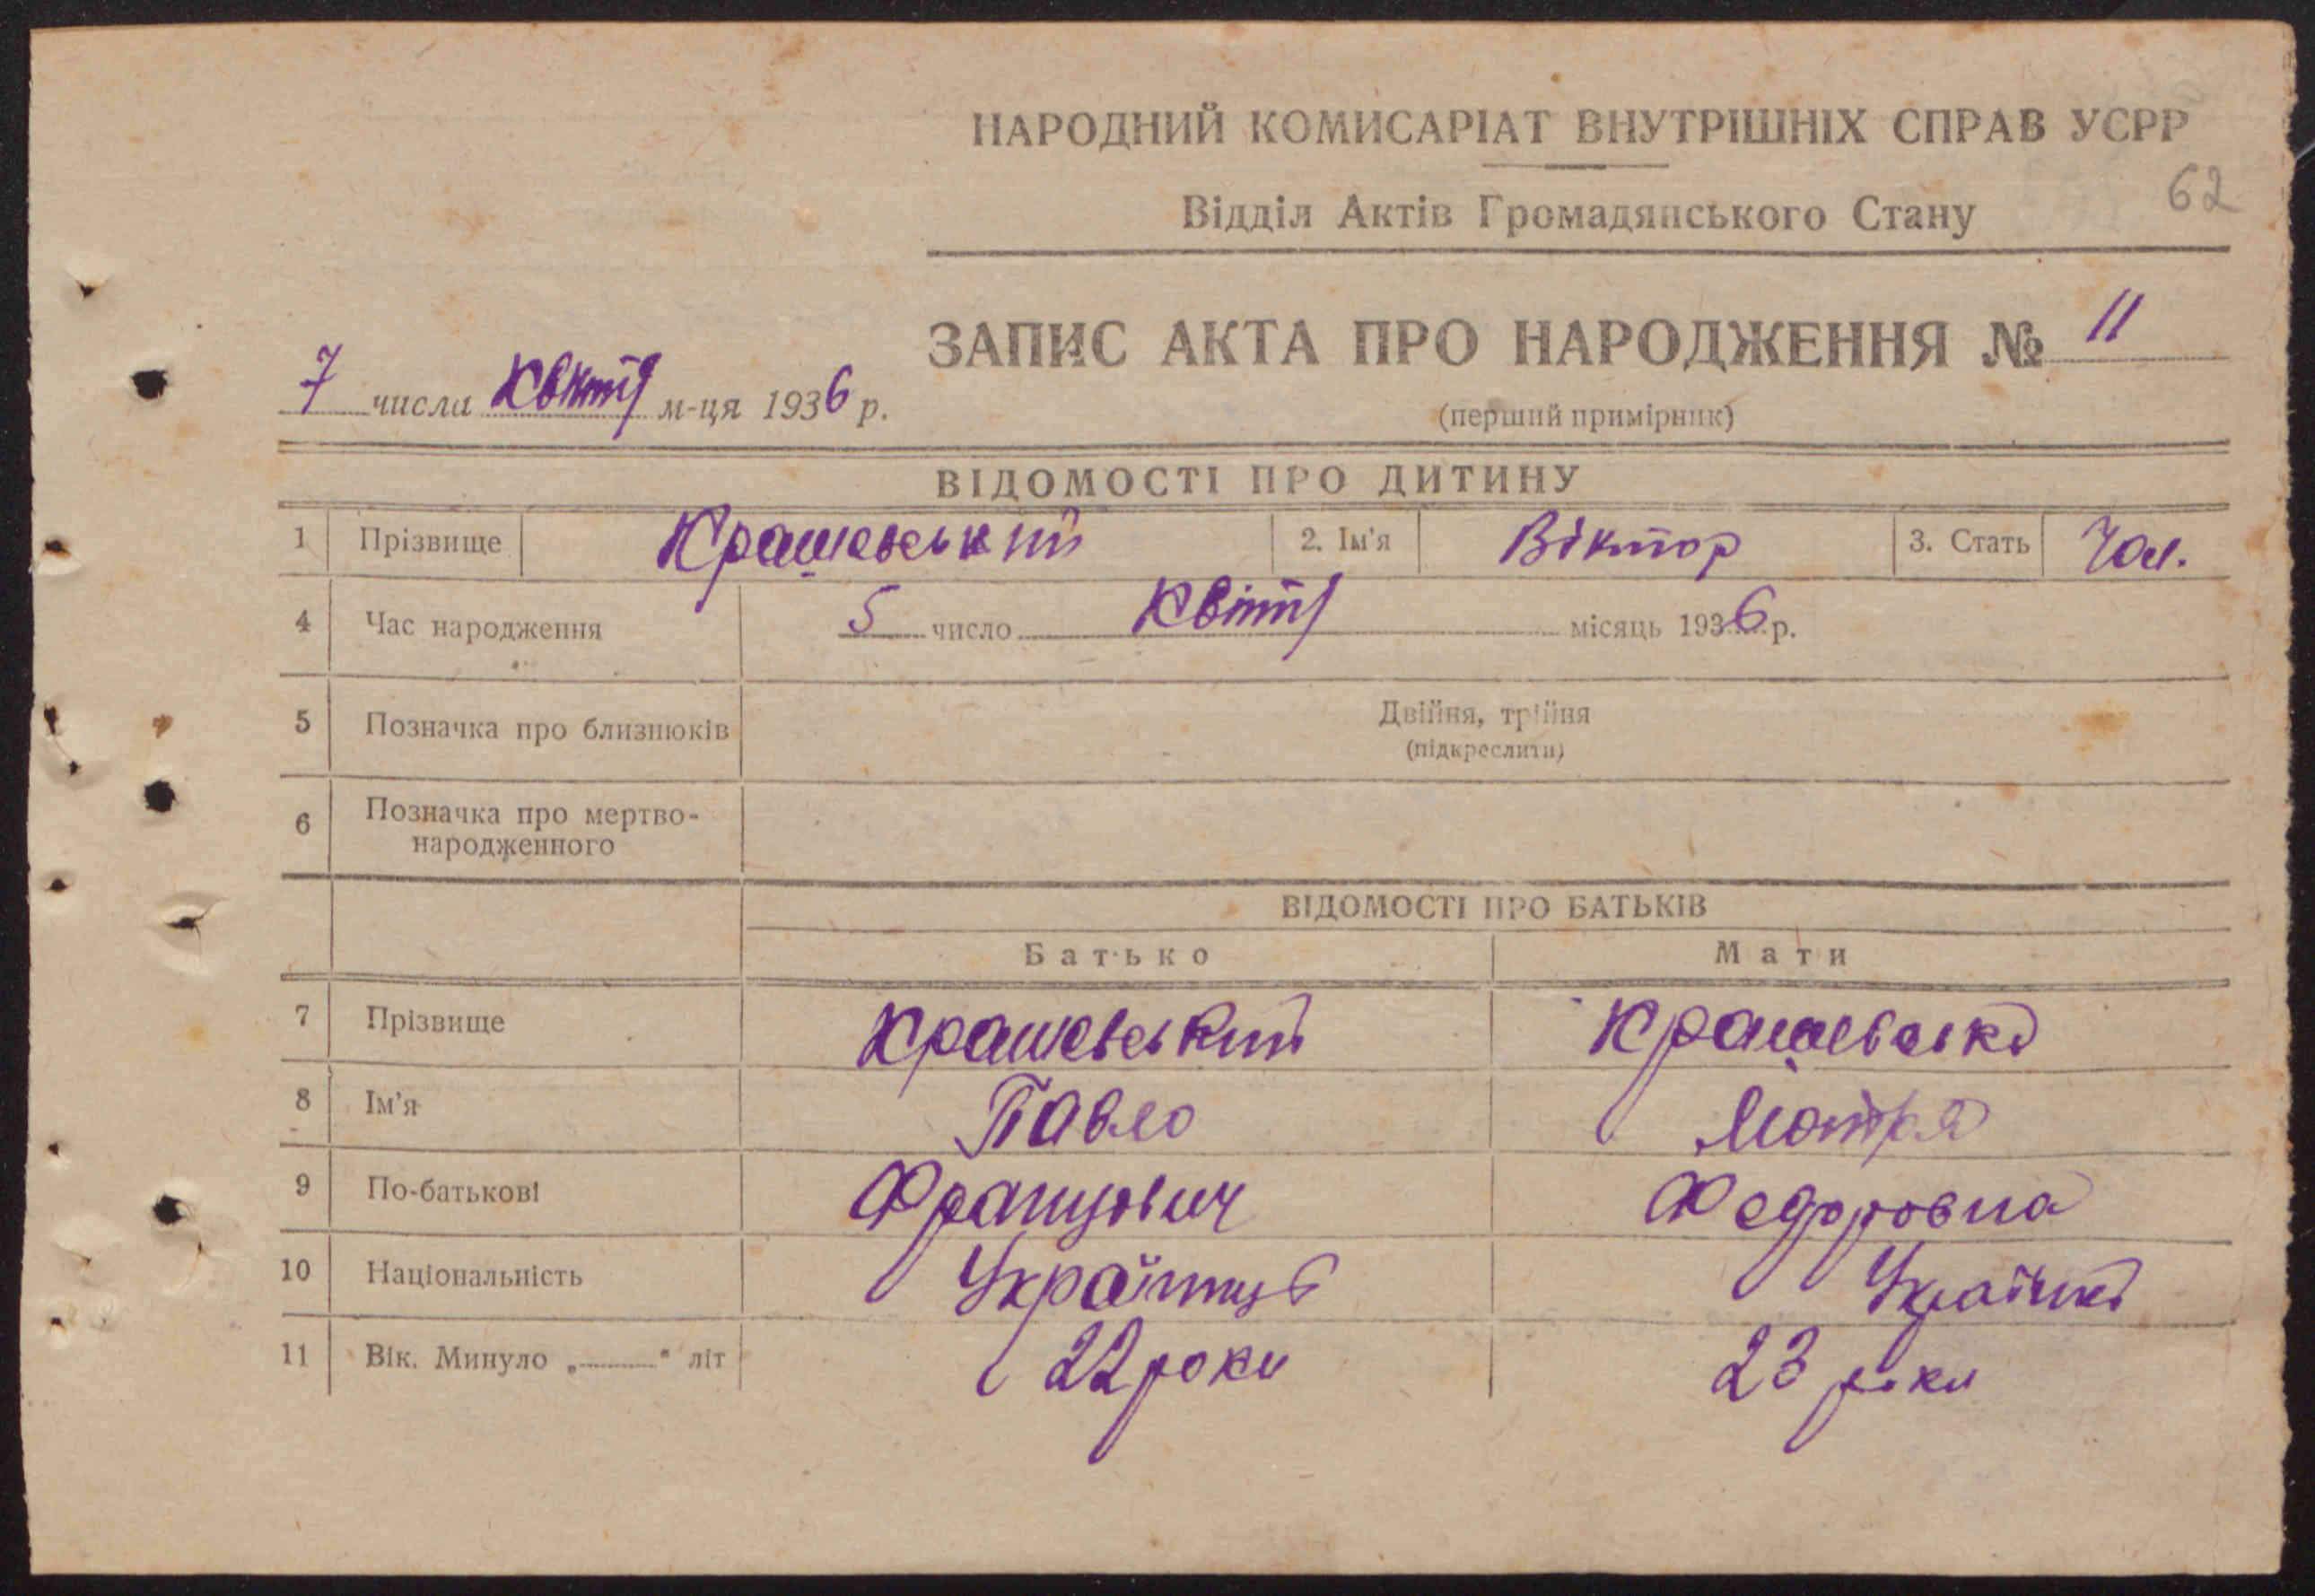 НАРОДНИЙ КОМИСАРІАТ ВНУТРІШНІХ СПРАВ УСРР
62
Відділ Актів Громадянського Стану
ЗАПИС АКТА ПРО НАРОДЖЕННЯ № 11
7 числа квітня м-ця 1936 р.
(перший примірник)
ВІДОМОСТІ ПРО ДИТИНУ
1 Прізвище Крашевський 2. Ім'я Віктор 3. Стать Чол.
4 Час народження 5 число квітня місяць 1936 р.
5 Позначка про близнюків Двійня, трійня
(підкреслити)
6 Позначка про мертво-
народженного
ВІДОМОСТІ ПРО БАТЬКІВ
Батько Мати
7 Прізвище Крашевський Крашевська
8 Ім'я Павло Мотря
9 По-батькові Францович Федоровна
10 Національність Українець Українка
11 Вік. Минуло „ " літ 22 роки 23 роки